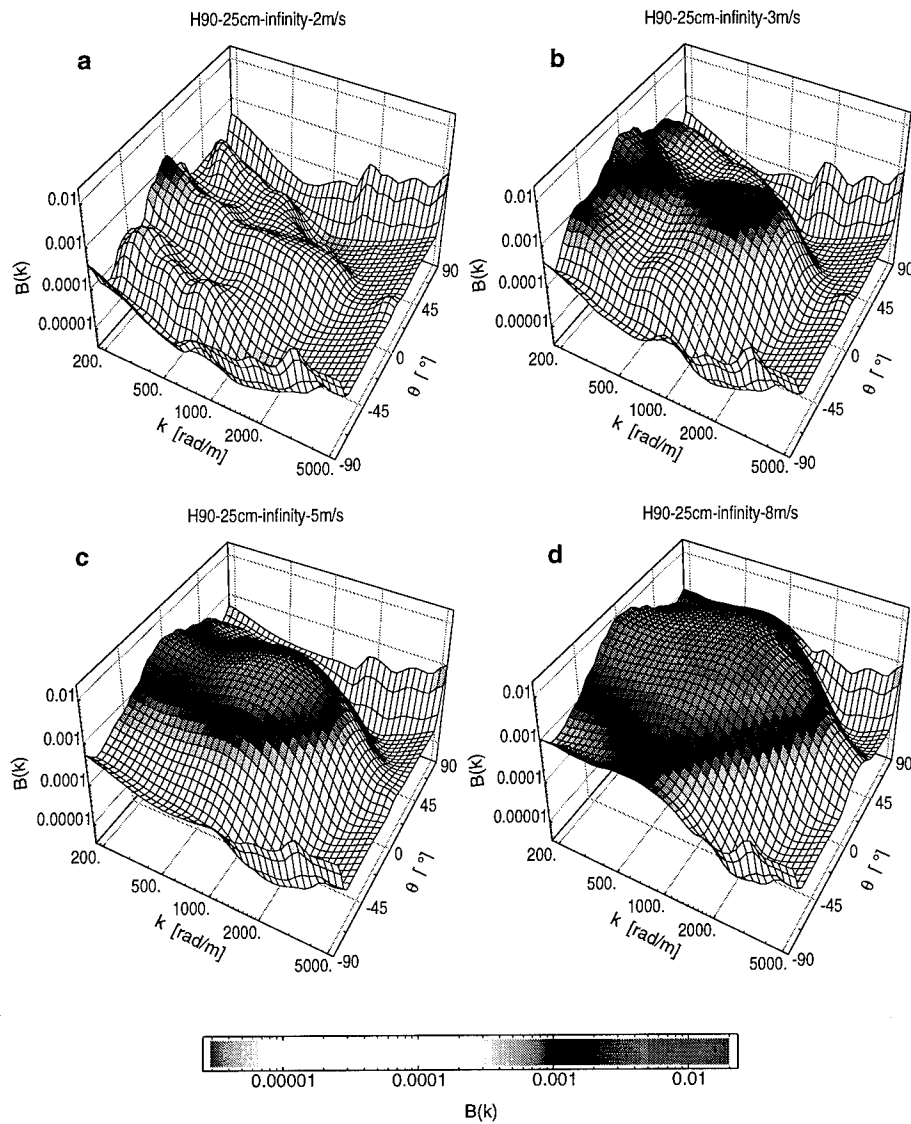 H90-25cm-infinity-2m/s
a
0.01
0.001
0.0001
0.00001
B(k)
200.
500.
1000.
2000.
5000.
k [rad/m]
-90
-45
0
45
90
θ [°]
H90-25cm-infinity-3m/s
b
0.01
0.001
0.0001
0.00001
B(k)
200.
500.
1000.
2000.
5000.
k [rad/m]
-90
-45
0
45
90
θ [°]
H90-25cm-infinity-5m/s
c
0.01
0.001
0.0001
0.00001
B(k)
200.
500.
1000.
2000.
5000.
k [rad/m]
-90
-45
0
45
90
θ [°]
H90-25cm-infinity-8m/s
d
0.01
0.001
0.0001
0.00001
B(k)
200.
500.
1000.
2000.
5000.
k [rad/m]
-90
-45
0
45
90
θ [°]
0.00001 0.0001 0.001 0.01
B(k)